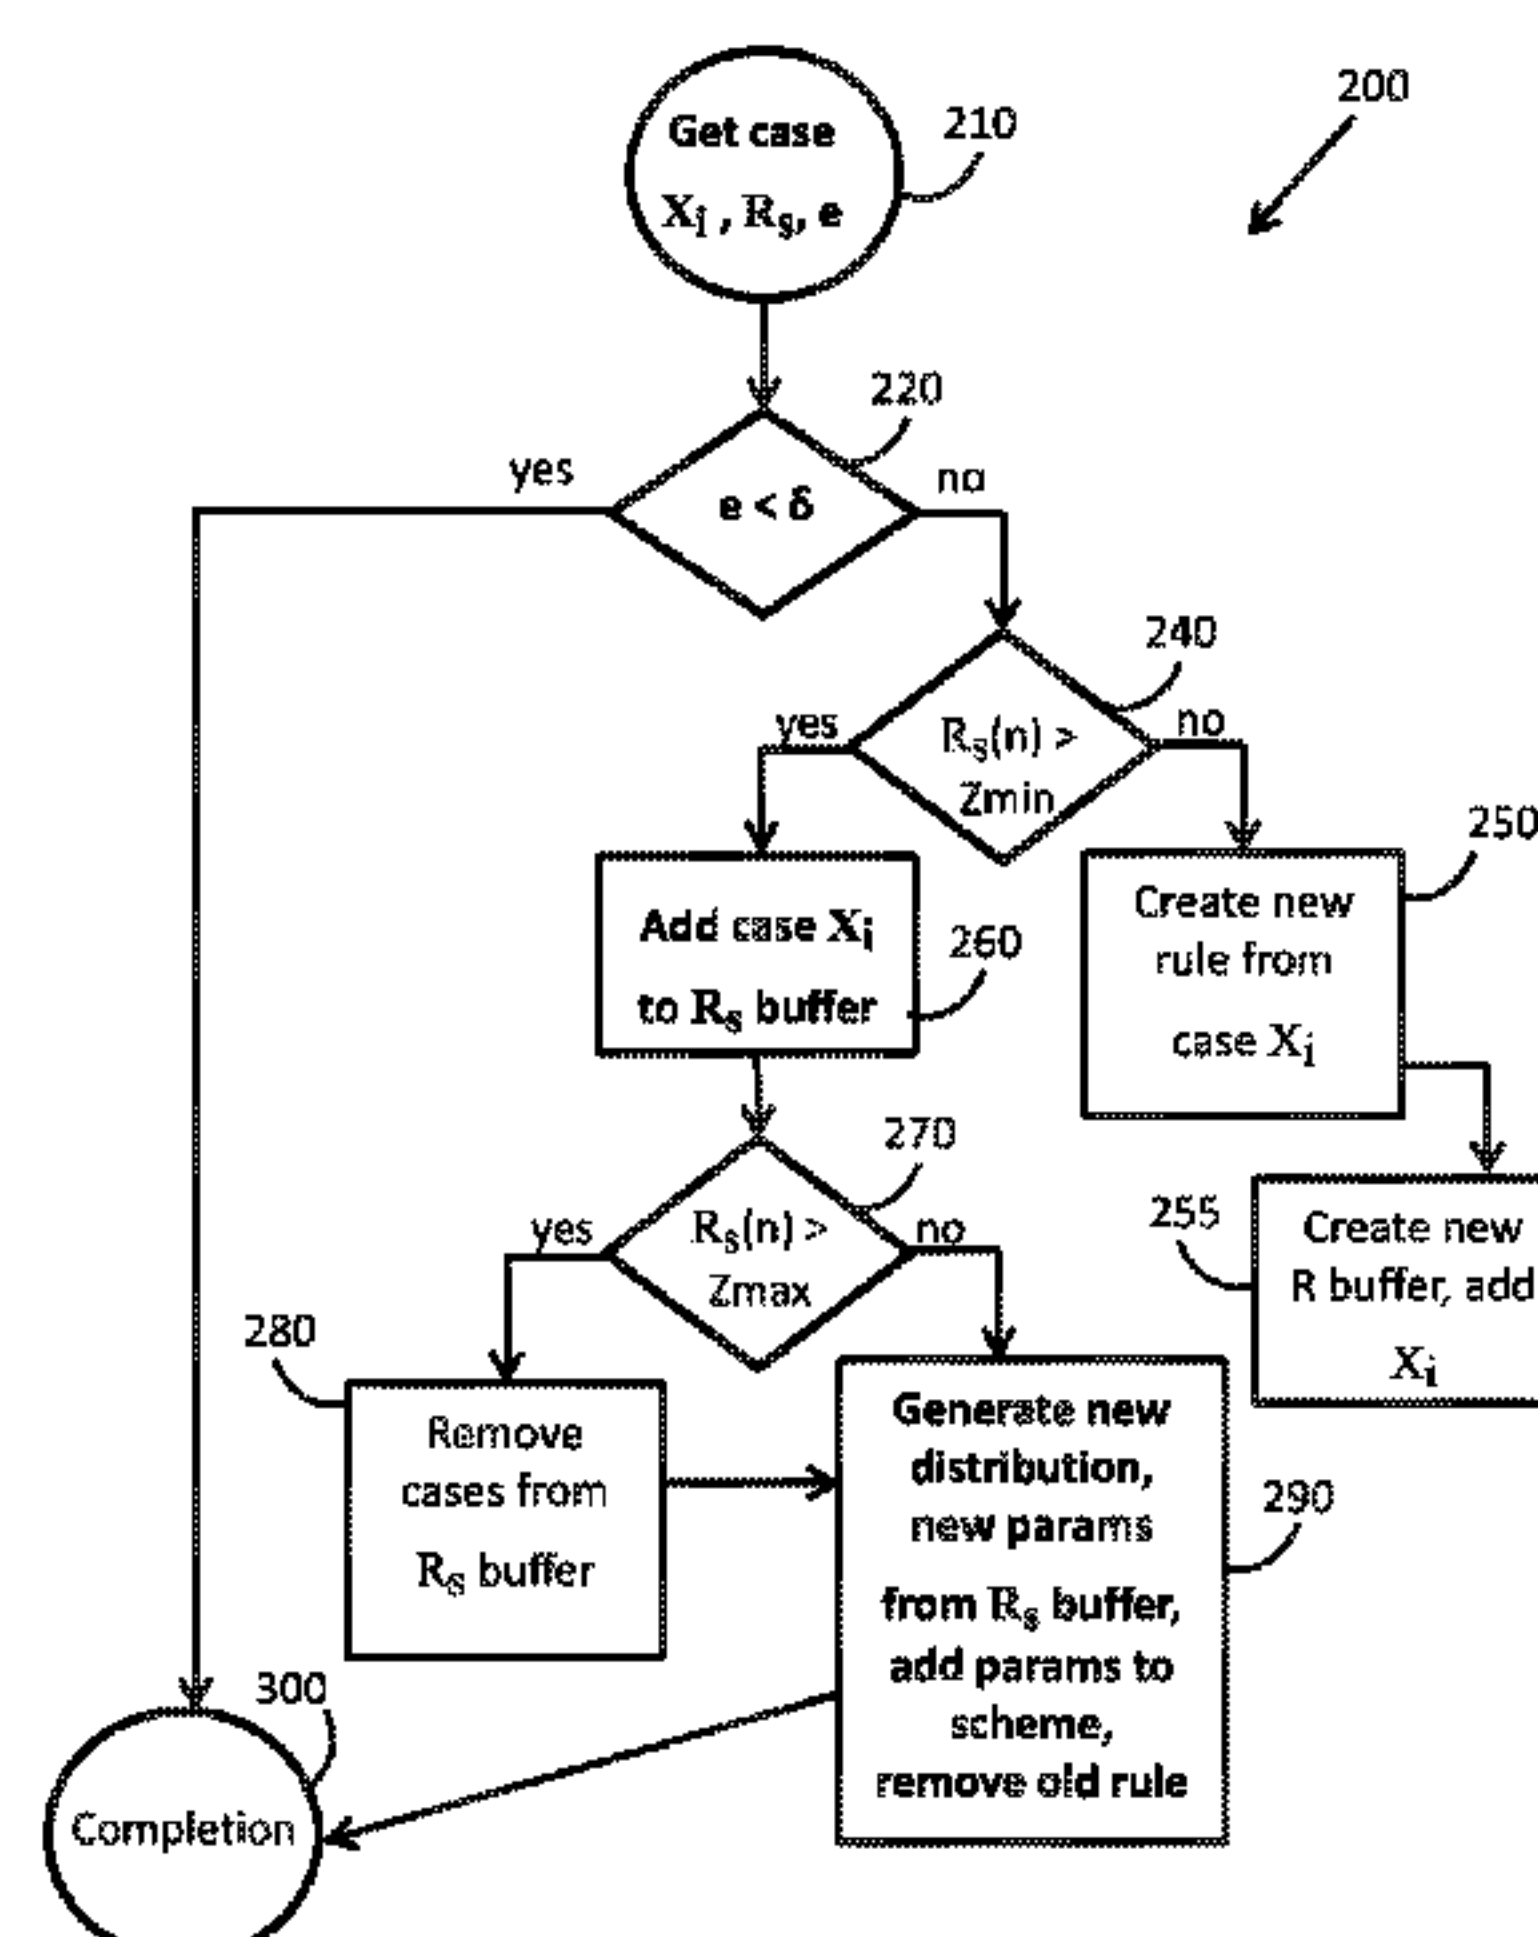 200
Get case
Xi , Rs, e
210
220
yes
e < δ
no
240
yes
Rs(n) >
Zmin
no
250
Create new
rule from
case Xi
Add case Xi
to Rs buffer
260
270
yes
Rs(n) >
Zmax
no
255
Create new
R buffer, add
Xi
280
Remove
cases from
Rs buffer
Generate new
distribution,
new params
from Rs buffer,
add params to
scheme,
remove old rule
290
300
Completion